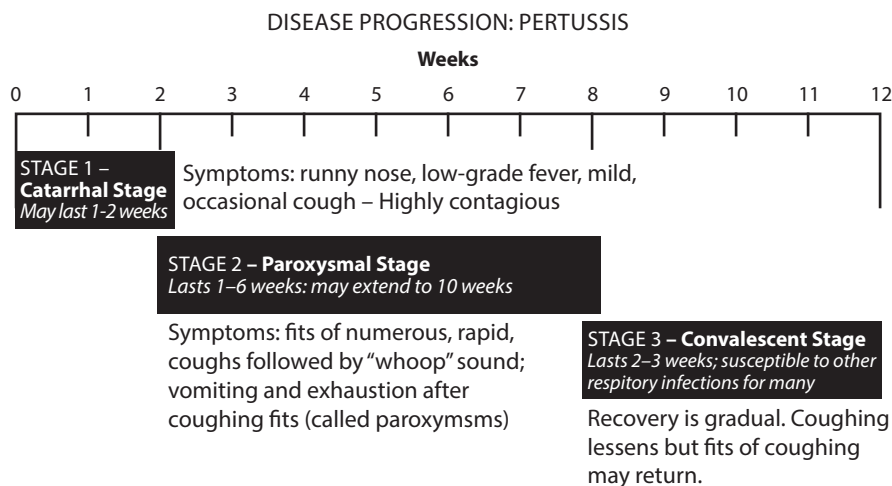 DISEASE PROGRESSION: PERTUSSIS
Weeks
0 1 2 3 4 5 6 7 8 9 10 11 12
STAGE 1 –
Catarrhal Stage
May last 1-2 weeks
Symptoms: runny nose, low-grade fever, mild,
occasional cough – Highly contagious
STAGE 2 – Paroxysmal Stage
Lasts 1–6 weeks: may extend to 10 weeks
Symptoms: fits of numerous, rapid,
coughs followed by “whoop” sound;
vomiting and exhaustion after
coughing fits (called paroxymsms)
STAGE 3 – Convalescent Stage
Lasts 2–3 weeks; susceptible to other
respitory infections for many
Recovery is gradual. Coughing
lessens but fits of coughing
may return.